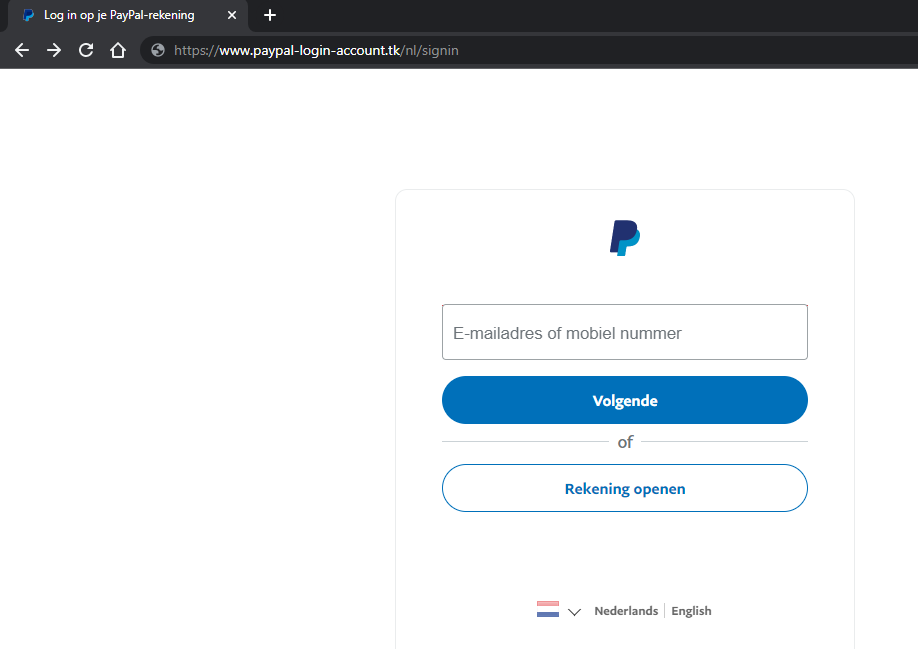 Log in op je PayPal-rekening
https://www.paypal-login-account.tk/nl/signin
E-mailadres of mobiel nummer
Volgende
of
Rekening openen
Nederlands English